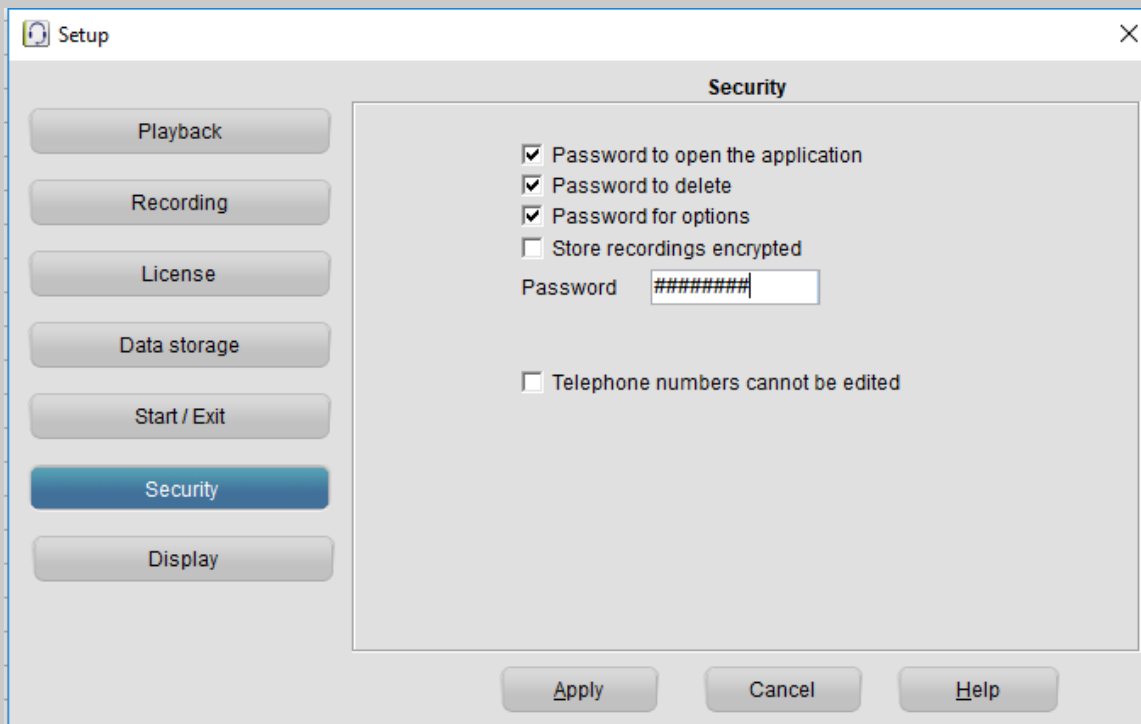 Setup
Security
Playback
Recording
License
Data storage
Start / Exit
Security
Display
Password to open the application
Password to delete
Password for options
Store recordings encrypted
Password ########
Telephone numbers cannot be edited
Apply Cancel Help